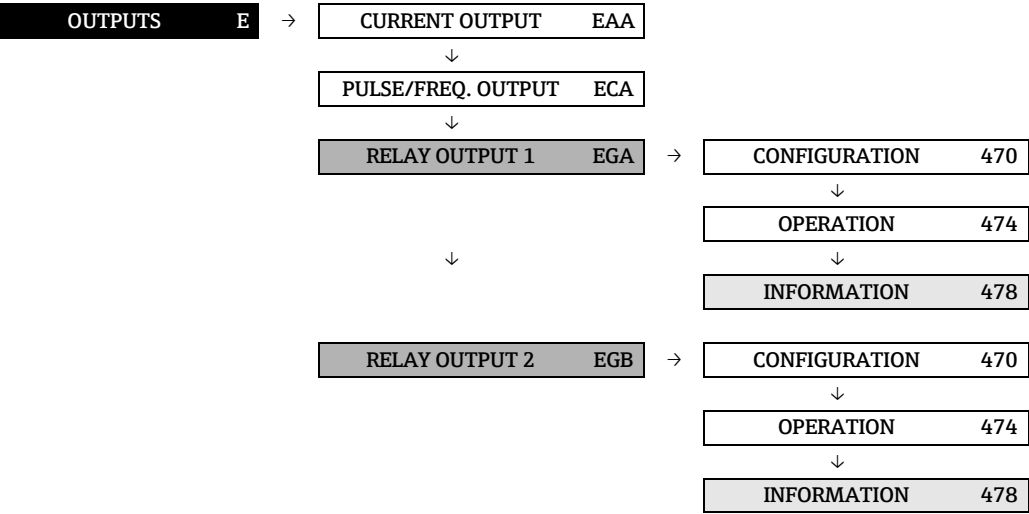 OUTPUTS E → CURRENT OUTPUT EAA
↓
PULSE/FREQ. OUTPUT ECA
↓
RELAY OUTPUT 1 EGA → CONFIGURATION 470
↓
OPERATION 474
↓ ↓
INFORMATION 478
RELAY OUTPUT 2 EGB → CONFIGURATION 470
↓
OPERATION 474
↓
INFORMATION 478